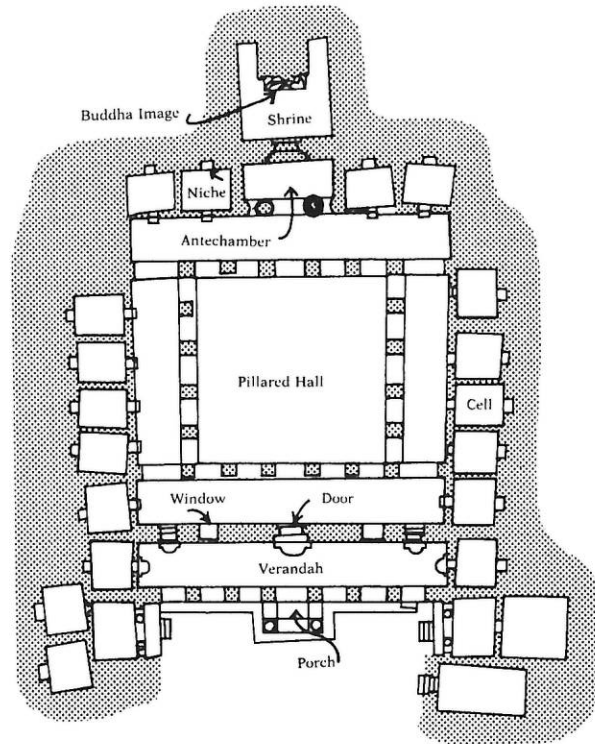 Buddha Image
Shrine
Niche
Antechamber
Pillared Hall
Cell
Window
Door
Verandah
Porch